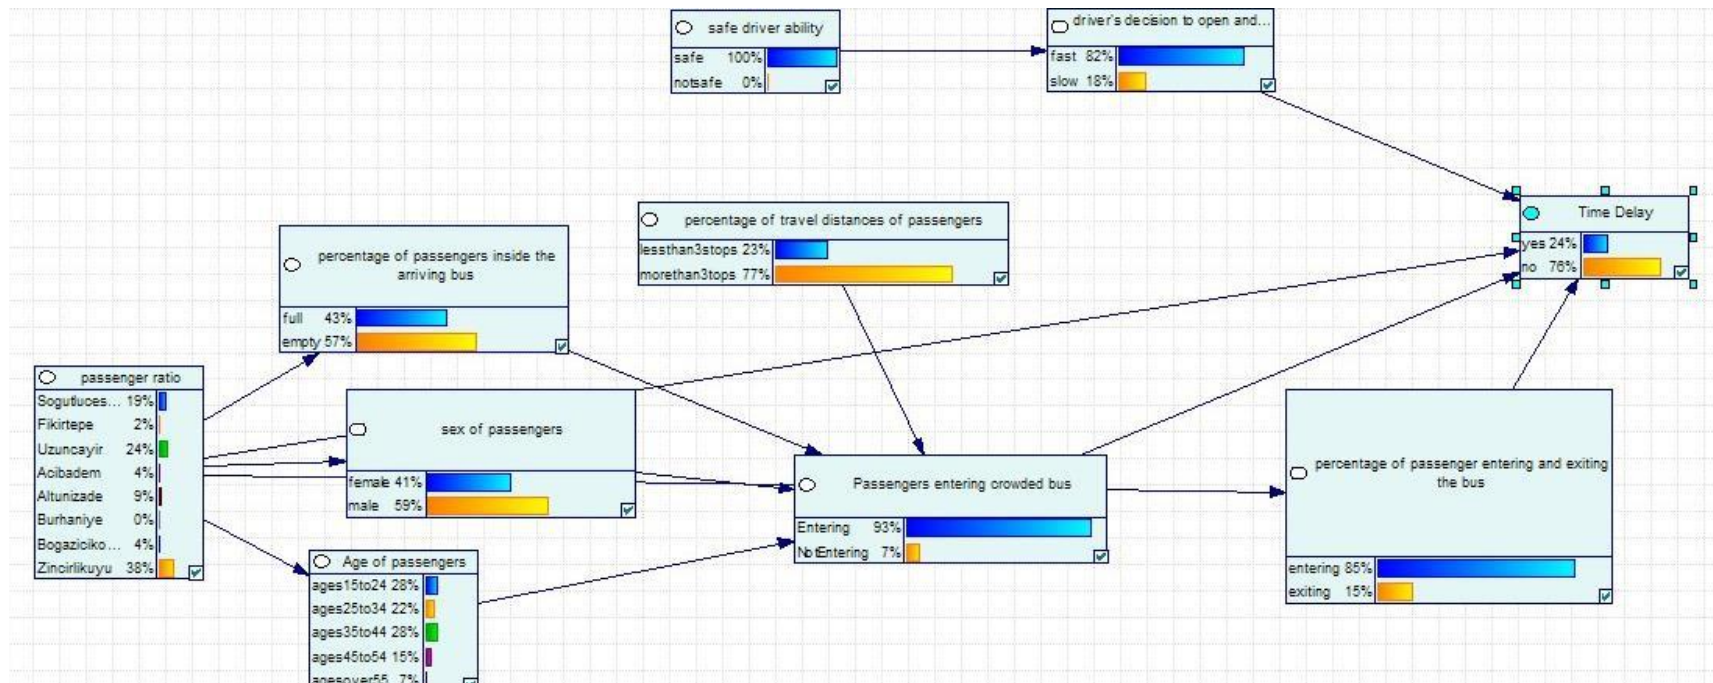 safe driver ability
safe 100%
notsafe 0%
driver's decision to open and...
fast 82%
slow 18%
percentage of travel distances of passengers
lessthan3stops 23%
morethan3tops 77%
Time Delay
yes 24%
no 76%
percentage of passengers inside the
arriving bus
full 43%
empty 57%
passenger ratio
Sogutluces... 19%
Fikirtepe 2%
Uzuncayir 24%
Acibadem 4%
Altunizade 9%
Burhaniye 0%
Bogaziciko... 4%
Zincirlikuyu 38%
sex of passengers
female 41%
male 59%
Passengers entering crowded bus
Entering 93%
NotEntering 7%
percentage of passenger entering and exiting
the bus
entering 85%
exiting 15%
Age of passengers
ages15to24 28%
ages25to34 22%
ages35to44 28%
ages45to54 15%
agesover55 7%